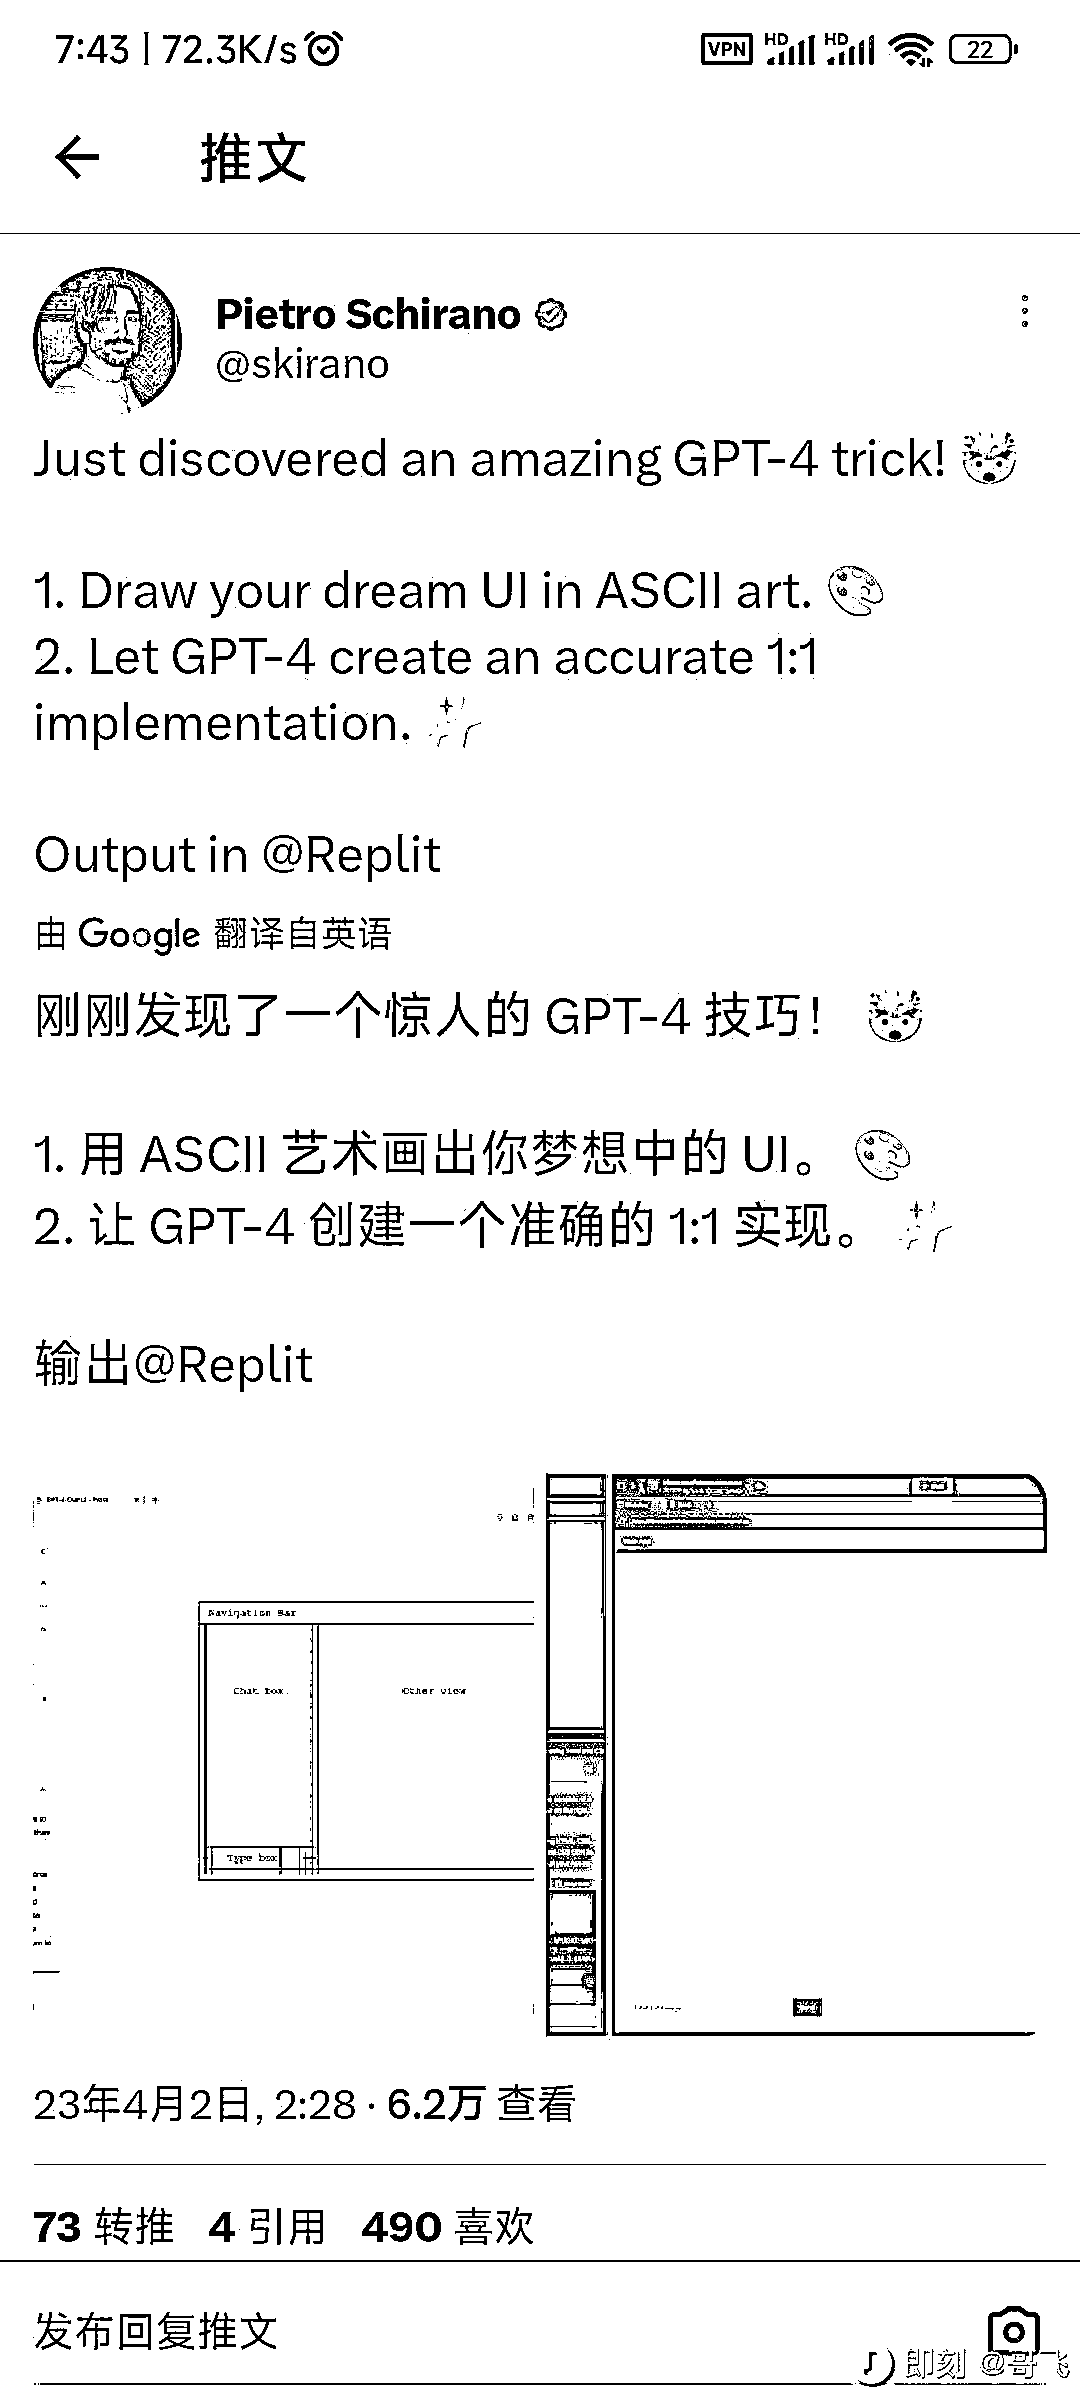 7:43 | 72.3K/s
VPN HD HD 22
推文
Pietro Schirano
@skirano
Just discovered an amazing GPT-4 trick! 🤯
1. Draw your dream UI in ASCII art. 🎨
2. Let GPT-4 create an accurate 1:1
implementation. ✨
Output in @Replit
由 Google 翻译自英语
刚刚发现了一个惊人的 GPT-4 技巧！ 🤯
1. 用 ASCII 艺术画出你梦想中的 UI。 🎨
2. 让 GPT-4 创建一个准确的 1:1 实现。 ✨
输出@Replit
Navigation Bar
Chat box.
Other view
Type box
23年4月2日, 2:28 · 6.2万 查看
73 转推 4 引用 490 喜欢
发布回复推文
即刻 @哥飞